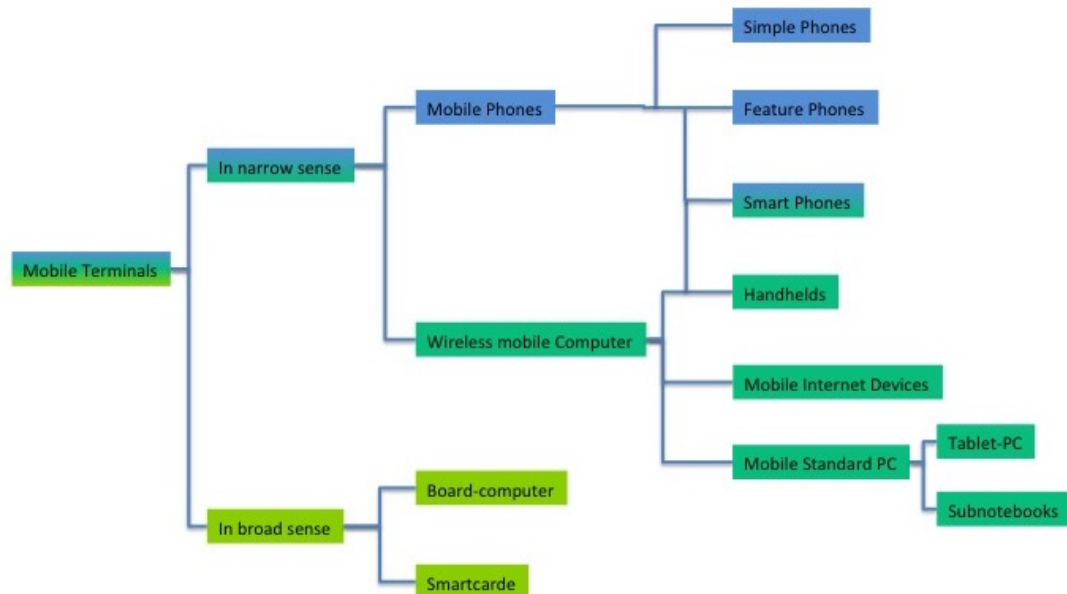 Simple Phones
Mobile Phones
Feature Phones
In narrow sense
Smart Phones
Mobile Terminals
Handhelds
Wireless mobile Computer
Mobile Internet Devices
Tablet-PC
Mobile Standard PC
Board-computer
Subnotebooks
In broad sense
Smartcarde